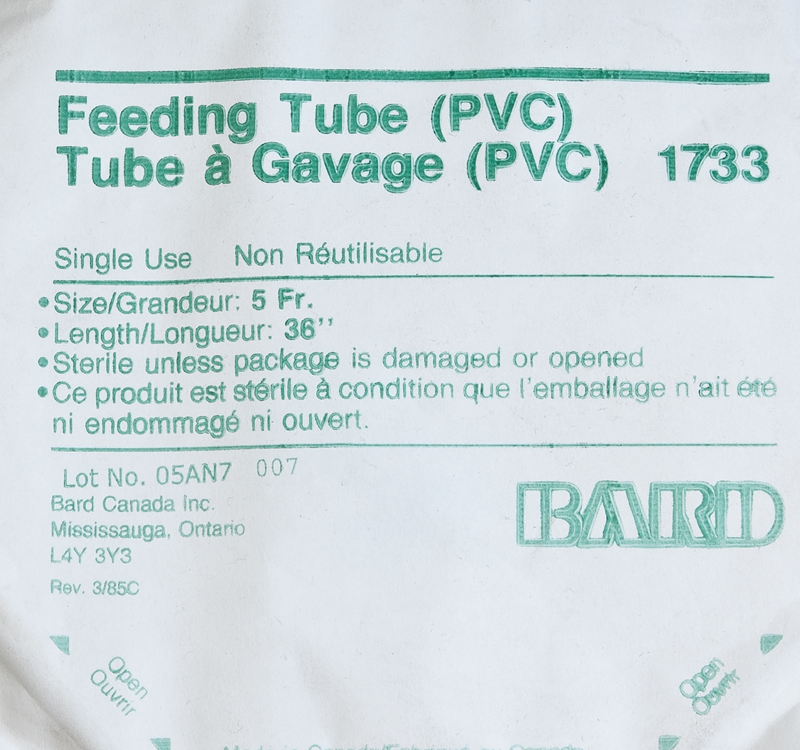 Feeding Tube (PVC)
Tube à Gavage (PVC) 1733
Single Use Non Réutilisable
•Size/Grandeur: 5 Fr.
•Length/Longueur: 36’’
•Sterile unless package is damaged or opened
•Ce produit est stérile à condition que l’emballage n’ait été
ni endommagé ni ouvert.
Lot No. 05AN7 007
Bard Canada Inc.
Mississauga, Ontario
L4Y 3Y3
Rev. 3/85C
BARD
Open
Ouvrir
Open
Ouvrir